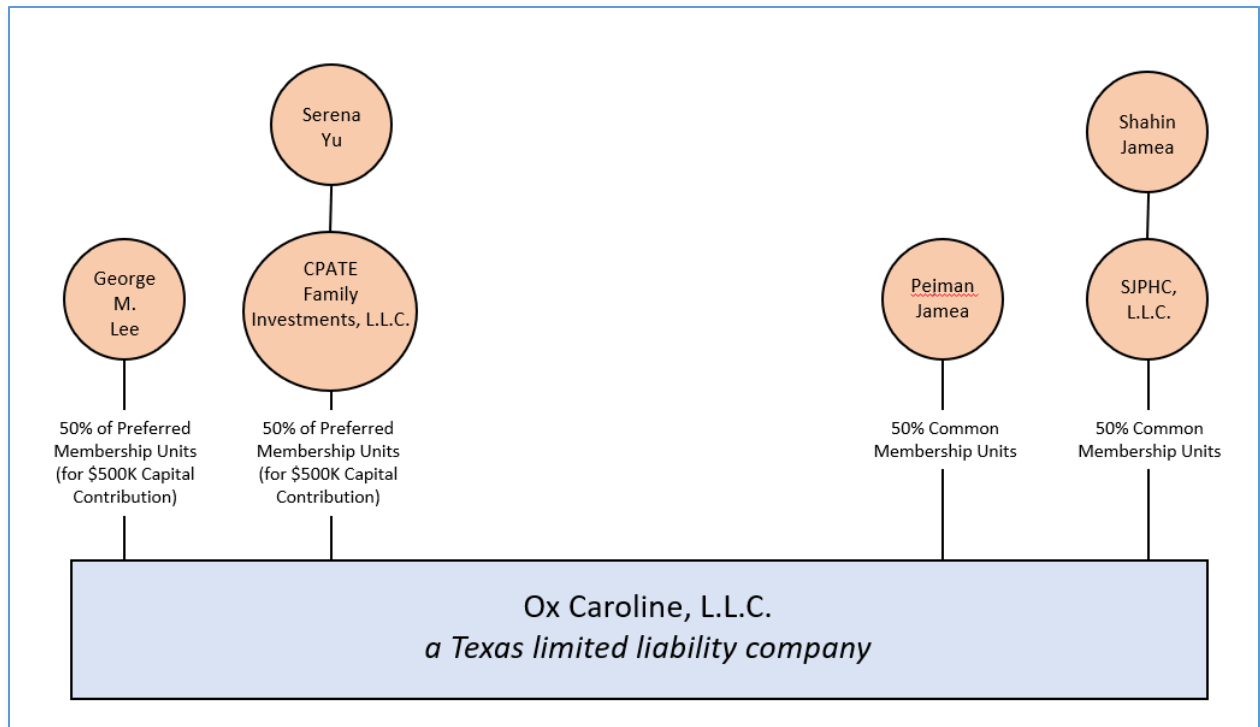 Serena
Yu
Shahin
Jamea
George
M.
Lee
CPATE
Family
Investments, L.L.C.
Pejman
Jamea
SJPHC,
L.L.C.
50% of Preferred
Membership Units
(for $500K Capital
Contribution)
50% of Preferred
Membership Units
(for $500K Capital
Contribution)
50% Common
Membership Units
50% Common
Membership Units
Ox Caroline, L.L.C.
a Texas limited liability company